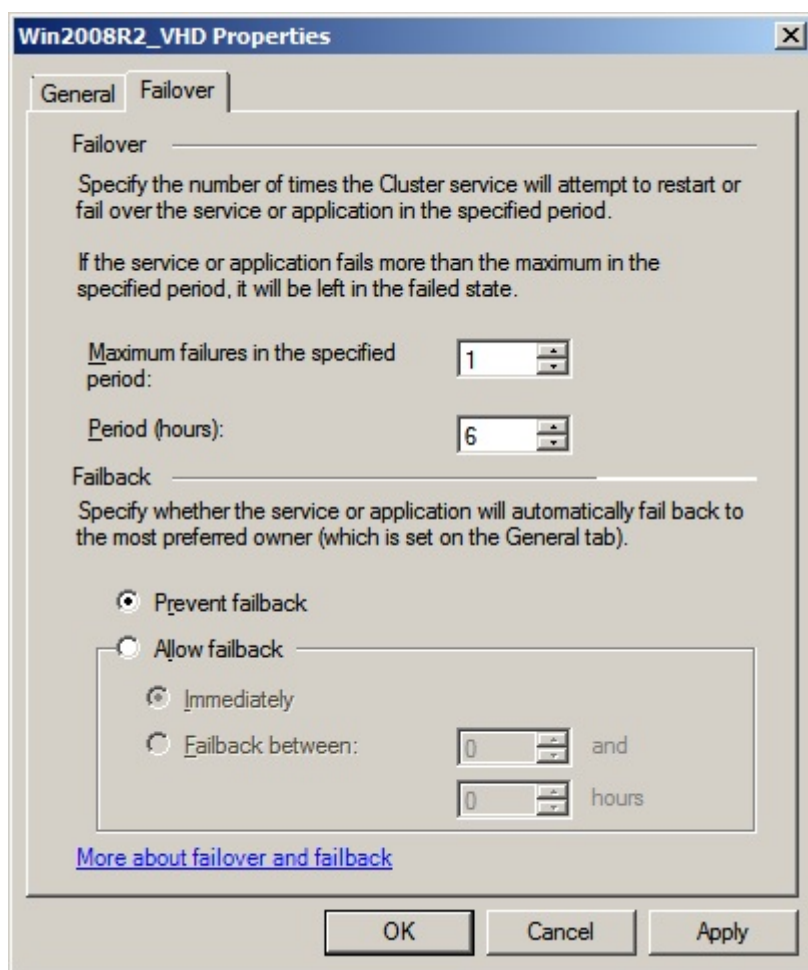 Win2008R2_VHD Properties
General
Failover
Failover
Specify the number of times the Cluster service will attempt to restart or
fail over the service or application in the specified period.
If the service or application fails more than the maximum in the
specified period, it will be left in the failed state.
Maximum failures in the specified
period:
1
Period (hours):
6
Failback
Specify whether the service or application will automatically fail back to
the most preferred owner (which is set on the General tab).
Prevent failback
Allow failback
Immediately
Failback between:
0
and
0
hours
More about failover and failback
OK
Cancel
Apply